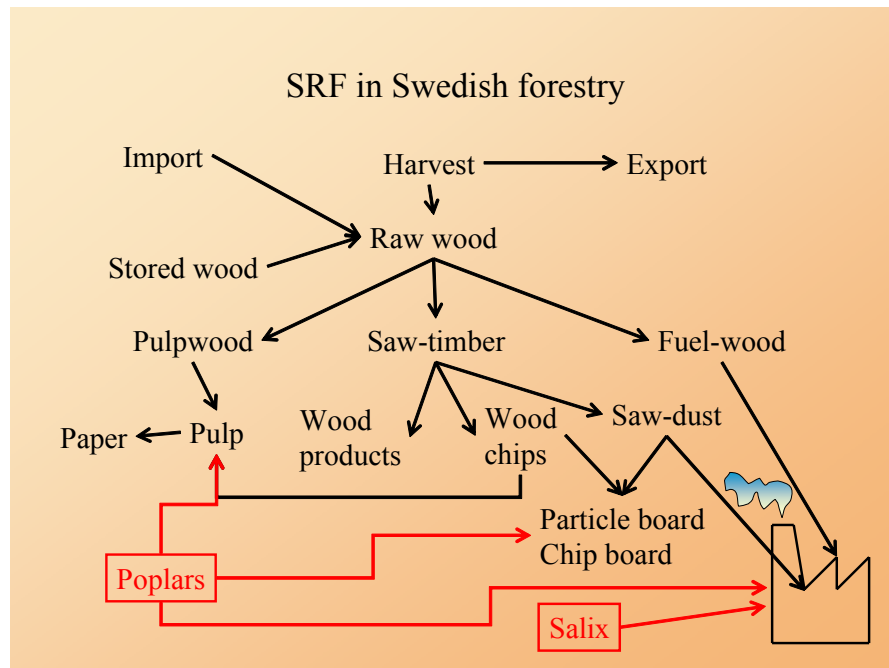 SRF in Swedish forestry
Import
Harvest
Export
Raw wood
Stored wood
Pulpwood
Saw-timber
Fuel-wood
Paper
Pulp
Wood
products
Wood
chips
Saw-dust
Particle board
Chip board
Poplars
Salix